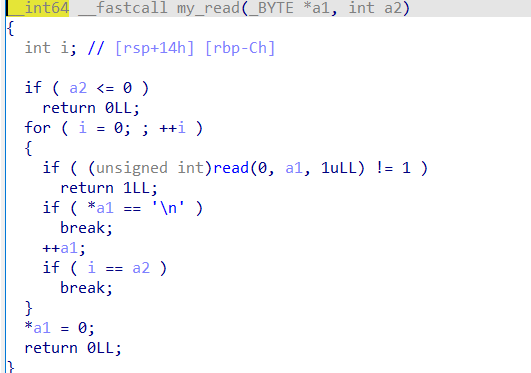 __int64 __fastcall my_read(_BYTE *a1, int a2)
{
  int i; // [rsp+14h] [rbp-Ch]

  if ( a2 <= 0 )
    return 0LL;
  for ( i = 0; ; ++i )
  {
    if ( (unsigned int)read(0, a1, 1uLL) != 1 )
      return 1LL;
    if ( *a1 == '\n' )
      break;
    ++a1;
    if ( i == a2 )
      break;
  }
  *a1 = 0;
  return 0LL;
}